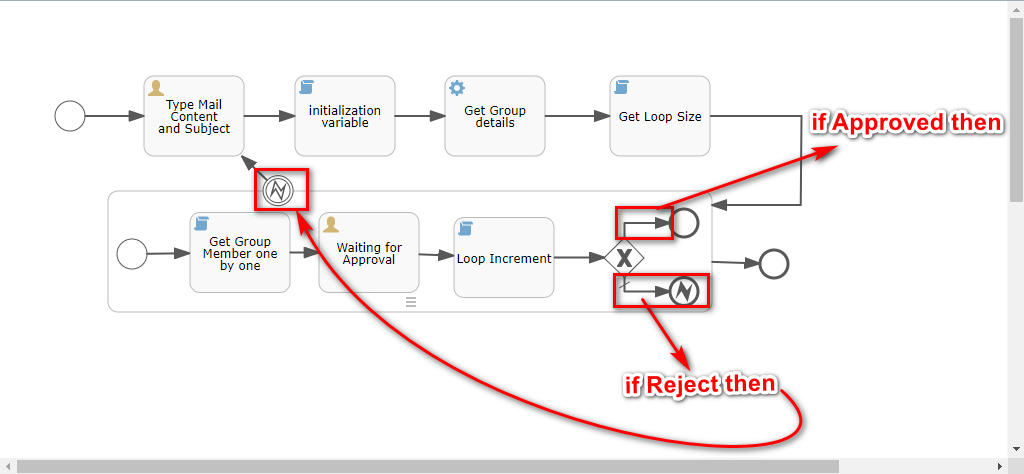 Type Mail
Content
and Subject
initialization
variable
Get Group
details
Get Loop Size
if Approved then
Get Group
Member one
by one
Waiting for
Approval
Loop Increment
X
if Reject then